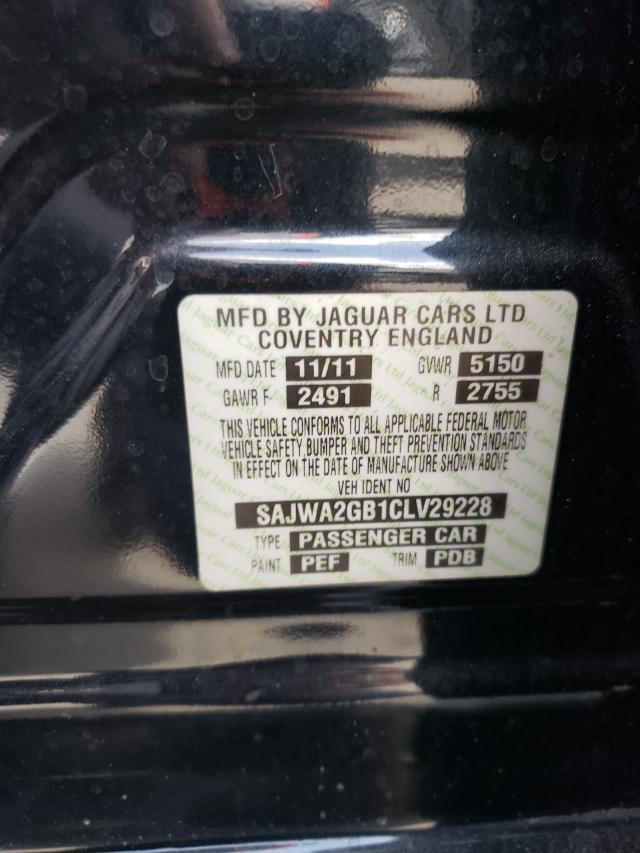 MFD BY JAGUAR CARS LTD
COVENTRY ENGLAND
MFD DATE 11/11 GVWR 5150
GAWR F 2491 R 2755
THIS VEHICLE CONFORMS TO ALL APPLICABLE FEDERAL MOTOR
VEHICLE SAFETY, BUMPER AND THEFT PREVENTION STANDARDS
IN EFFECT ON THE DATE OF MANUFACTURE SHOWN ABOVE
VEH IDENT NO
SAJWA2GB1CLV29228
TYPE PASSENGER CAR
PAINT PEF TRIM PDB